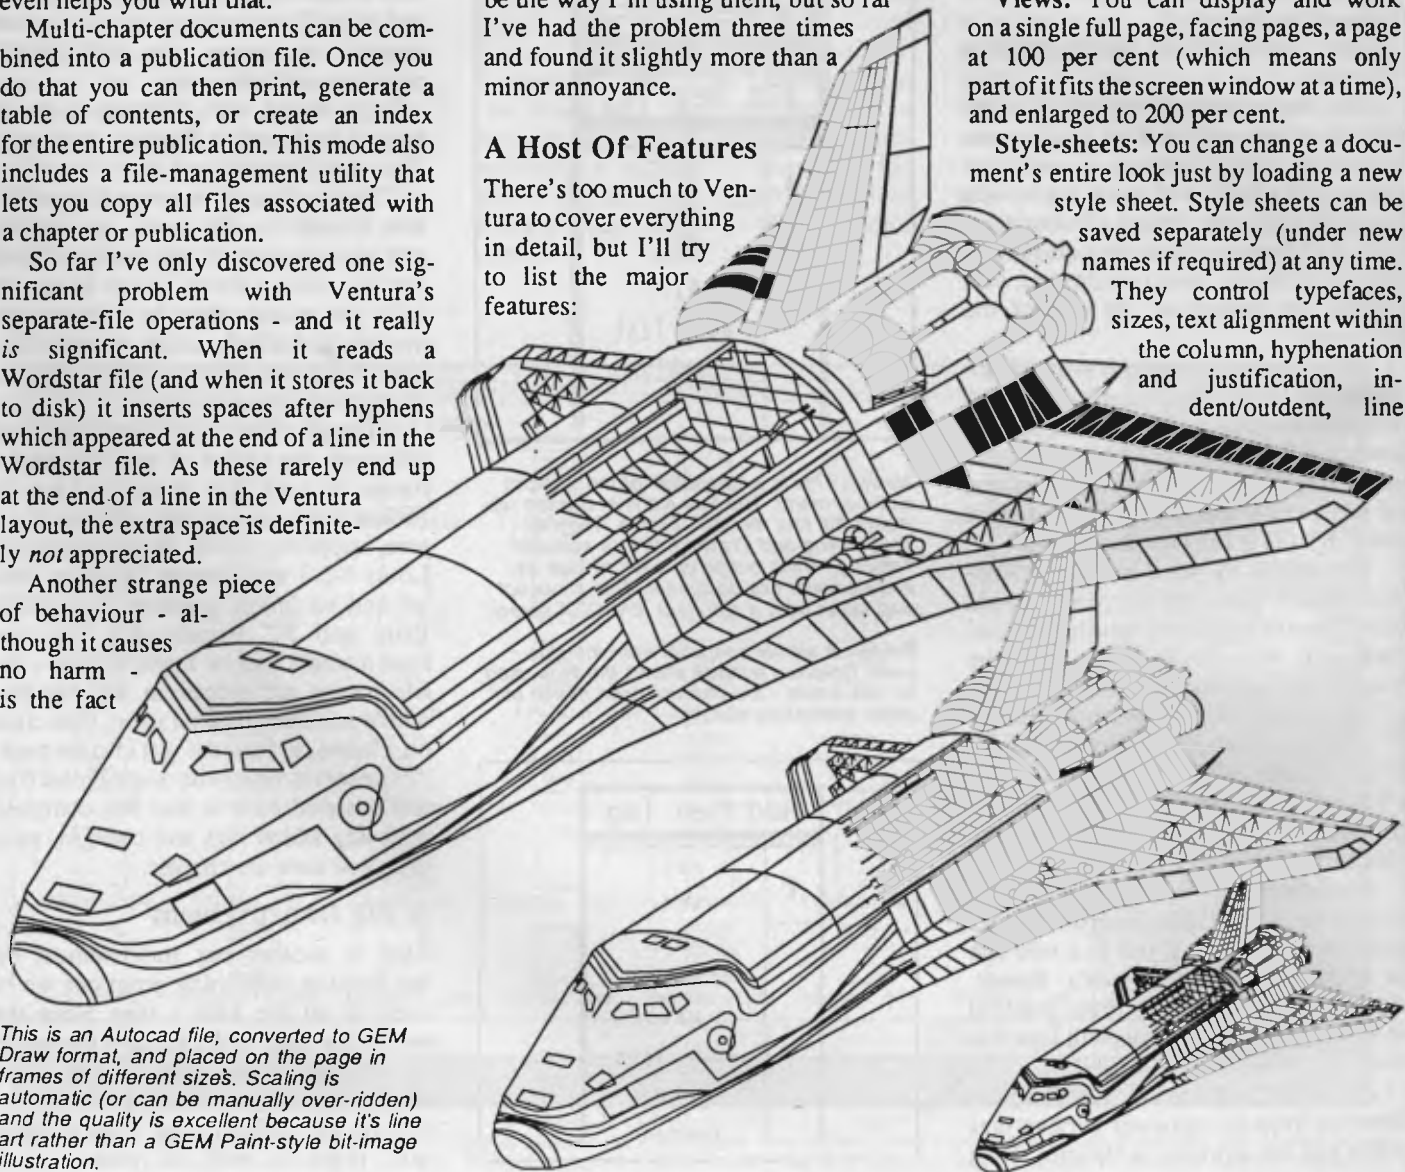 even helps you with that.
Multi-chapter documents can be com-
bined into a publication file. Once you
do that you can then print, generate a
table of contents, or create an index
for the entire publication. This mode also
includes a file-management utility that
lets you copy all files associated with
a chapter or publication.
So far I've only discovered one sig-
nificant problem with Ventura's
separate-file operations - and it really
is significant. When it reads a
Wordstar file (and when it stores it back
to disk) it inserts spaces after hyphens
which appeared at the end of a line in the
Wordstar file. As these rarely end up
at the end of a line in the Ventura
layout, the extra space is definite-
ly not appreciated.
Another strange piece
of behaviour - al-
though it causes
no harm -
is the fact
This is an Autocad file, converted to GEM
Draw format, and placed on the page in
frames of different sizes. Scaling is
automatic (or can be manually over-ridden)
and the quality is excellent because it's line
art rather than a GEM Paint-style bit-image
illustration.
be the way I'm using them, but so far
I've had the problem three times
and found it slightly more than a
minor annoyance.
A Host Of Features
There's too much to Ven-
tura to cover everything
in detail, but I'll try
to list the major
features:
Views: You can display and work
on a single full page, facing pages, a page
at 100 per cent (which means only
part of it fits the screen window at a time),
and enlarged to 200 per cent.
Style-sheets: You can change a docu-
ment's entire look just by loading a new
style sheet. Style sheets can be
saved separately (under new
names if required) at any time.
They control typefaces,
sizes, text alignment within
the column, hyphenation
and justification, in-
dent/outdent, line